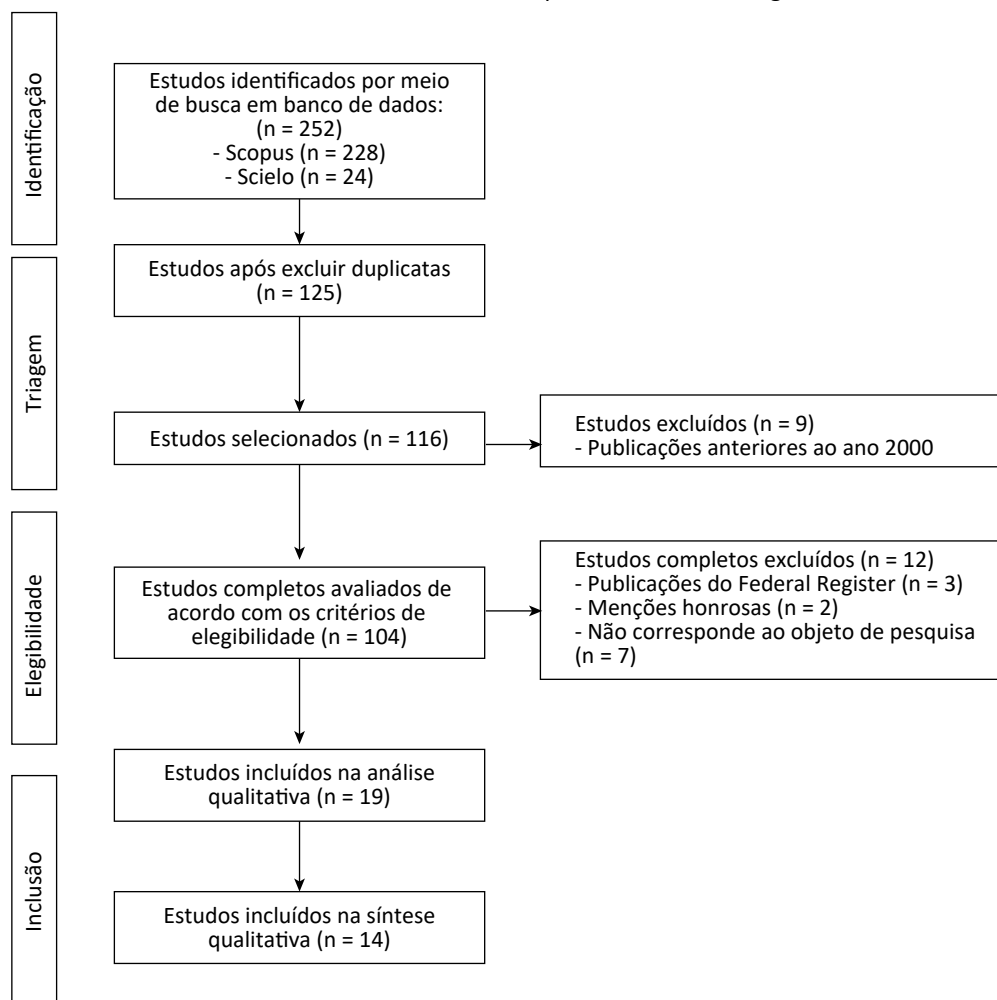 Identificação
Estudos identificados por meio
de busca em banco de dados:
(n = 252)
- Scopus (n = 228)
- Scielo (n = 24)
Triagem
Estudos após excluir duplicatas
(n = 125)
Estudos selecionados (n = 116)
Estudos excluídos (n = 9)
- Publicações anteriores ao ano 2000
Elegibilidade
Estudos completos avaliados de
acordo com os critérios de
elegibilidade (n = 104)
Estudos completos excluídos (n = 12)
- Publicações do Federal Register (n = 3)
- Menções honrosas (n = 2)
- Não corresponde ao objeto de pesquisa
(n = 7)
Inclusão
Estudos incluídos na análise
qualitativa (n = 19)
Estudos incluídos na síntese
qualitativa (n = 14)